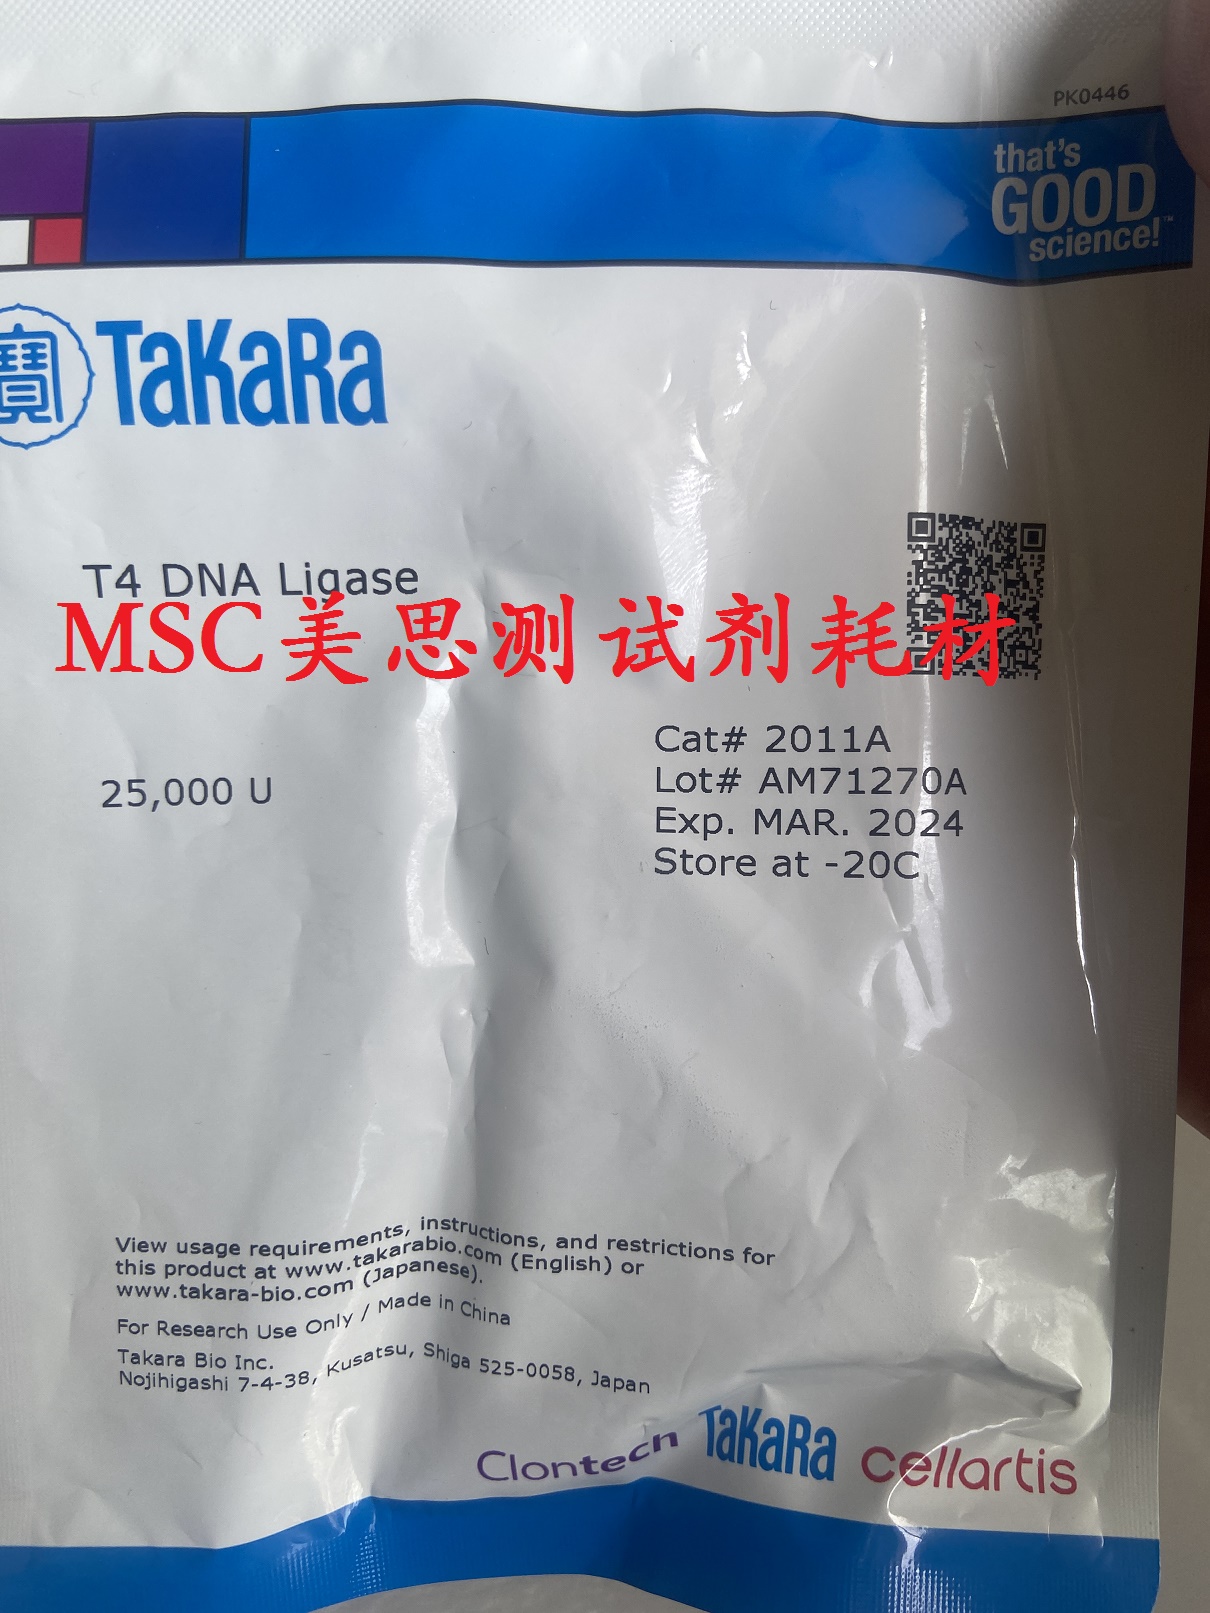 PK0446
that's
GOOD
science!™
寶 TaKaRa
T4 DNA Ligase
MSC美思测试剂耗材
Cat# 2011A
Lot# AM71270A
25,000 U
Exp. MAR. 2024
Store at -20C
View usage requirements, instructions, and restrictions for
this product at www.takarabio.com (English) or
www.takara-bio.com (Japanese).
For Research Use Only / Made in China
Takara Bio Inc.
Nojihigashi 7-4-38, Kusatsu, Shiga 525-0058, Japan
Clontech TaKaRa cellartis